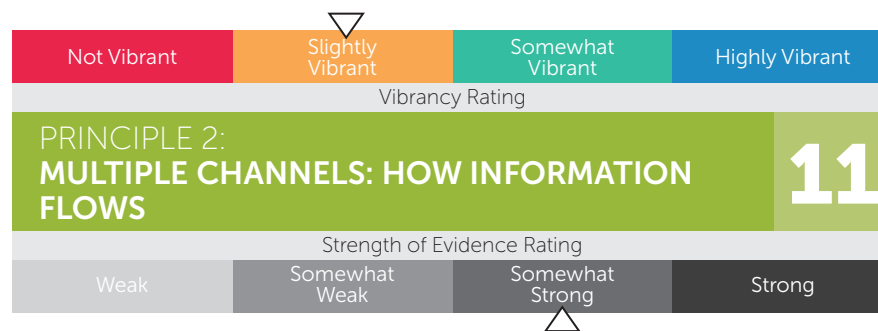 Not Vibrant
Slightly
Vibrant
Somewhat
Vibrant
Highly Vibrant
Vibrancy Rating
PRINCIPLE 2:
MULTIPLE CHANNELS: HOW INFORMATION
FLOWS
11
Strength of Evidence Rating
Weak
Somewhat
Weak
Somewhat
Strong
Strong